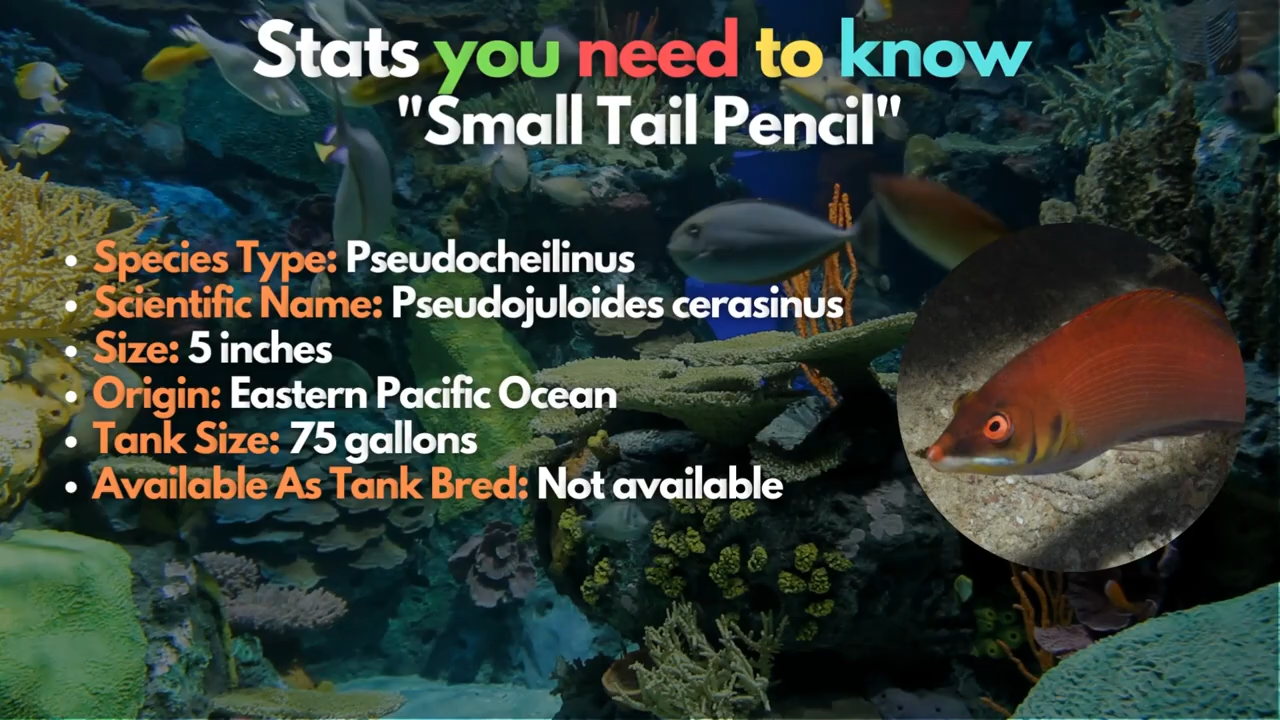 Stats you need to know
"Small Tail Pencil"
• Species Type: Pseudocheilinus
• Scientific Name: Pseudojuloides cerasinus
• Size: 5 inches
• Origin: Eastern Pacific Ocean
• Tank Size: 75 gallons
• Available As Tank Bred: Not available